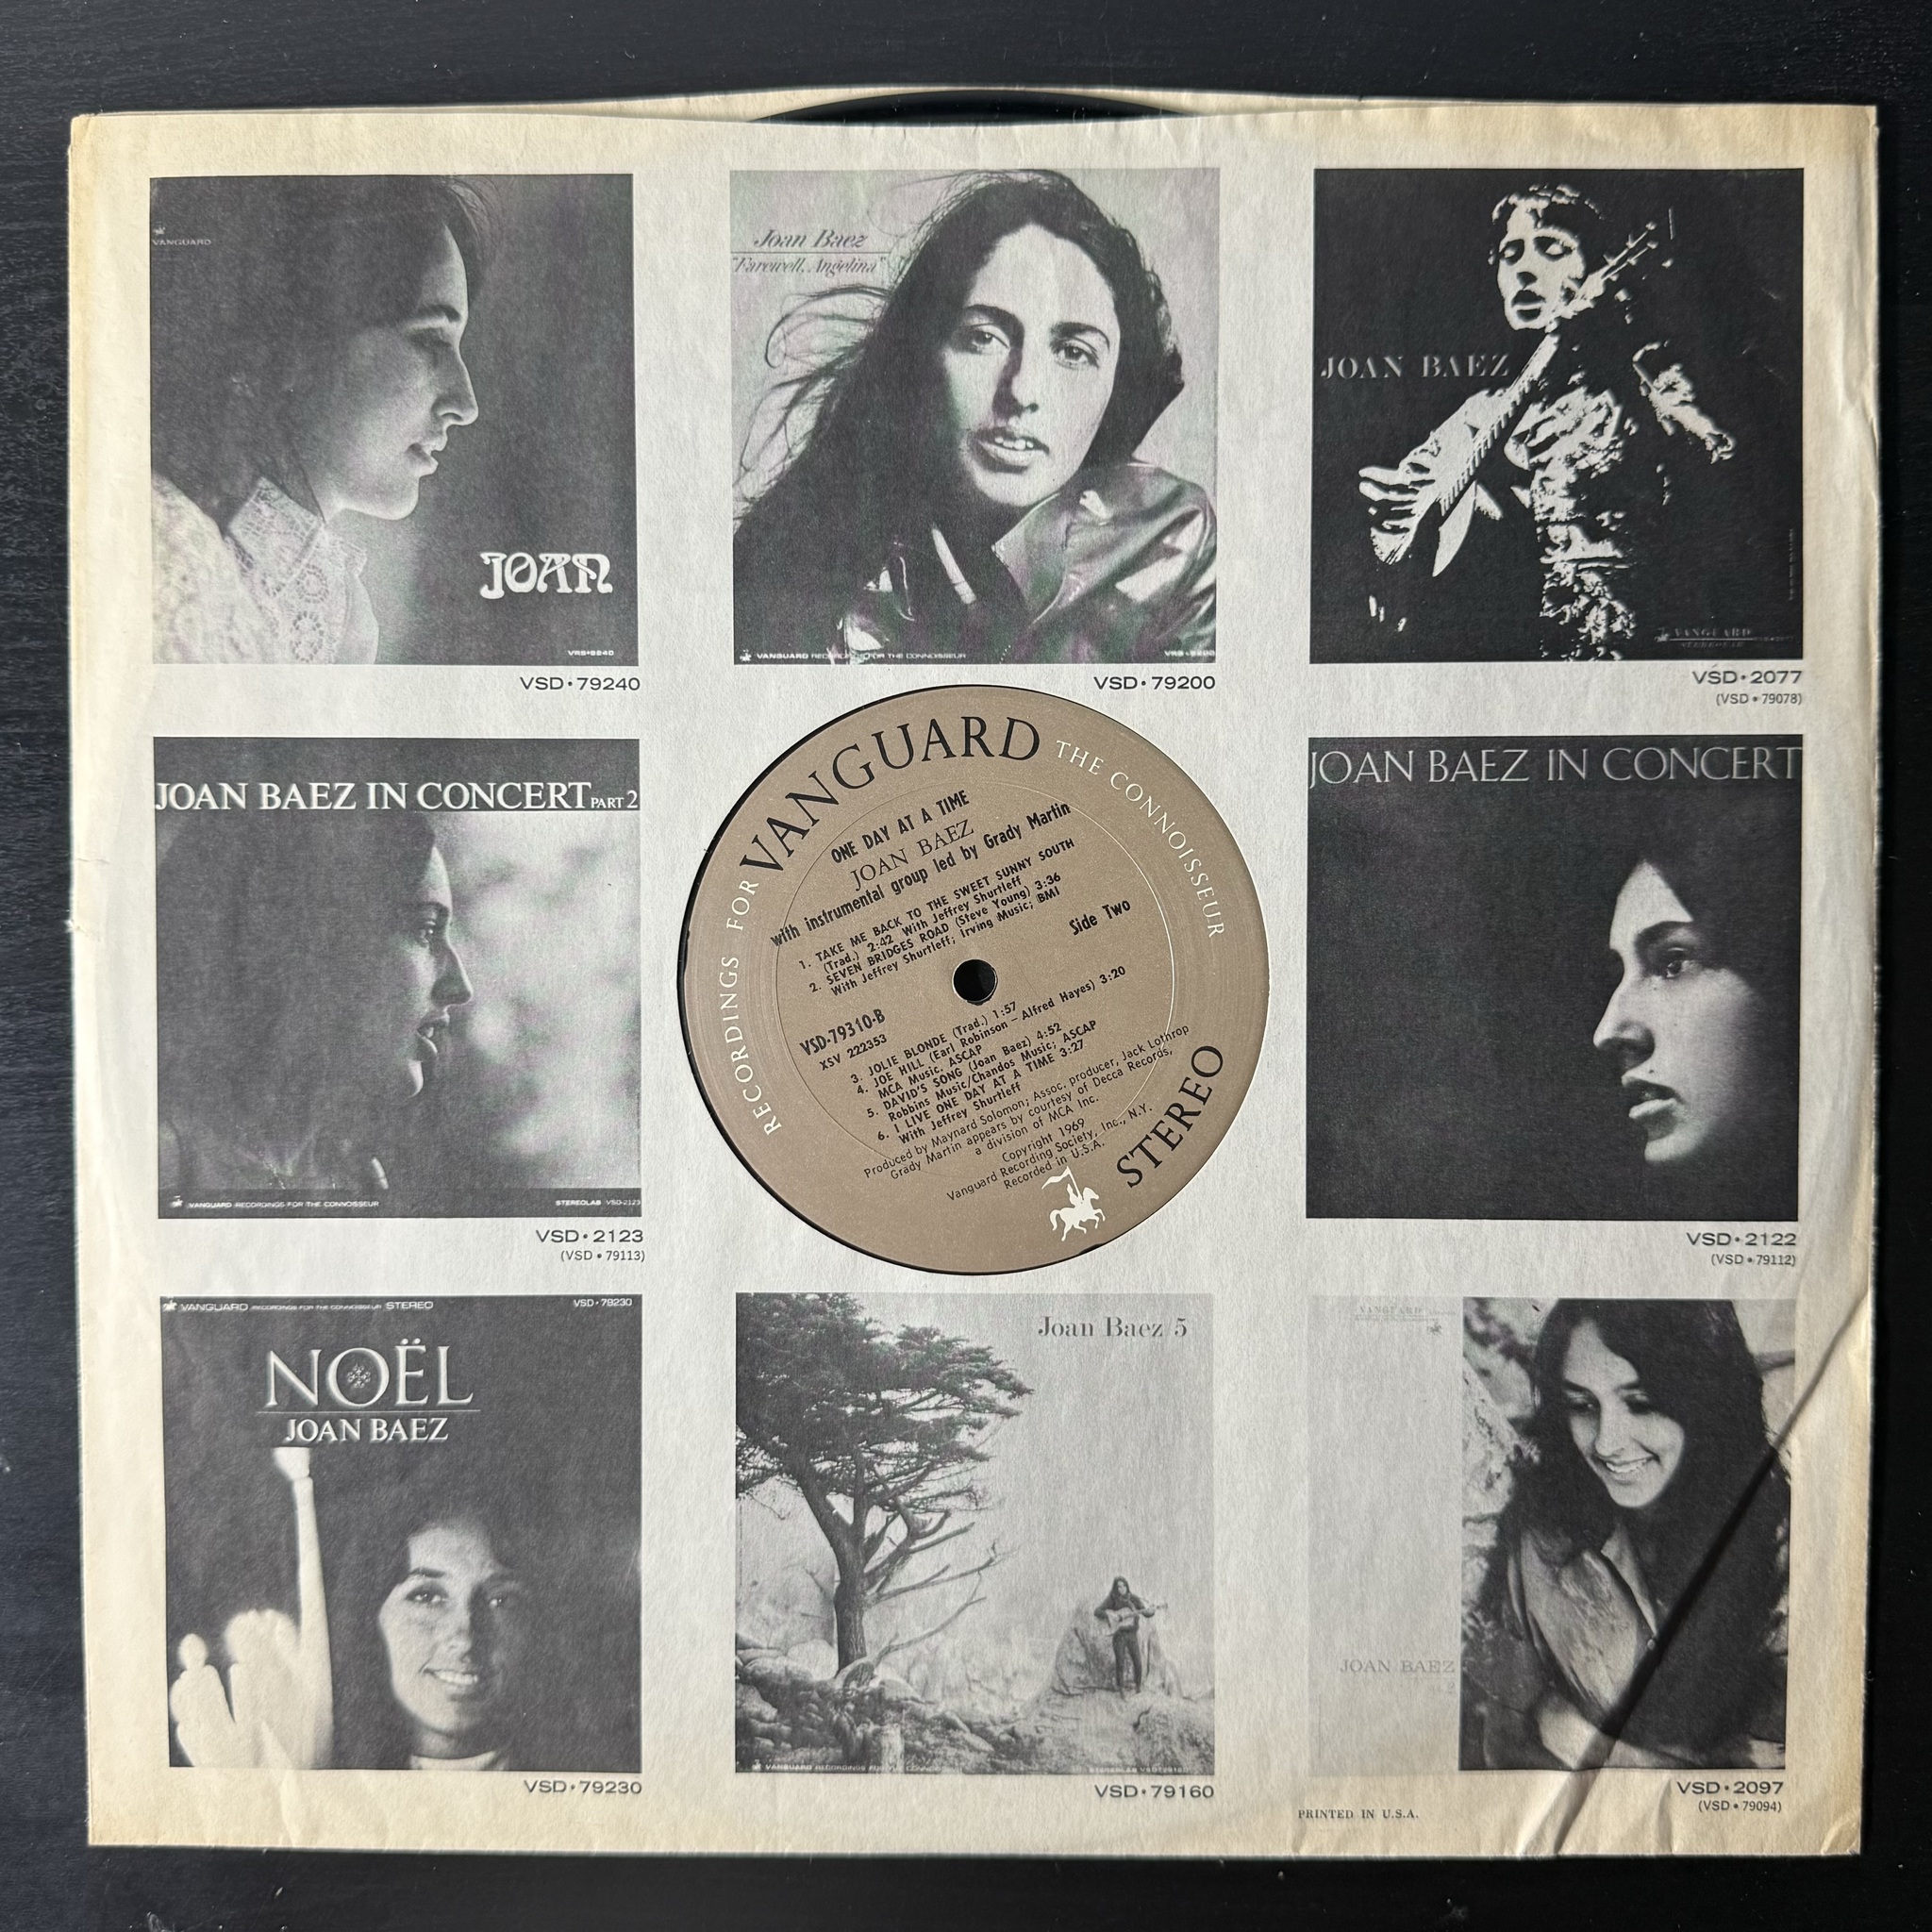 VANGUARD
JOAN
VRS•9240
VSD•79240
Joan Baez
"Farewell, Angelina"
VANGUARD RECORDINGS FOR THE CONNOISSEUR
VRS•9200
VSD•79200
JOAN BAEZ
VANGUARD
STEREOLAB
VSD•2077
(VSD•79078)
JOAN BAEZ IN CONCERT PART 2
VANGUARD RECORDINGS FOR THE CONNOISSEUR
STEREOLAB VSD-2123
VSD•2123
(VSD•79113)
RECORDINGS FOR VANGUARD THE CONNOISSEUR
ONE DAY AT A TIME
JOAN BAEZ
with instrumental group led by Grady Martin
1. TAKE ME BACK TO THE SWEET SUNNY SOUTH
(Trad.) 2:42 With Jeffrey Shurtleff
2. SEVEN BRIDGES ROAD (Steve Young) 3:36
With Jeffrey Shurtleff; Irving Music; BMI
Side Two
VSD-79310-B
XSV 222353
3. JOLIE BLONDE (Trad.) 1:57
4. JOE HILL (Earl Robinson – Alfred Hayes) 3:20
MCA Music, ASCAP
5. DAVID'S SONG (Joan Baez) 4:52
Robbins Music/Chandos Music; ASCAP
6. I LIVE ONE DAY AT A TIME 3:27
With Jeffrey Shurtleff
Produced by Maynard Solomon; Assoc. producer, Jack Lothrop
Grady Martin appears by courtesy of Decca Records,
a division of MCA Inc.
Copyright 1969
Vanguard Recording Society, Inc., N.Y.
Recorded in U.S.A.
STEREO
JOAN BAEZ IN CONCERT
VSD•2122
(VSD•79112)
VANGUARD RECORDINGS FOR THE CONNOISSEUR STEREO
VSD•79230
NOËL
JOAN BAEZ
VSD•79230
Joan Baez 5
VANGUARD RECORDINGS FOR THE
VSD•79160
VANGUARD
JOAN BAEZ
VSD•2097
(VSD•79094)
PRINTED IN U.S.A.